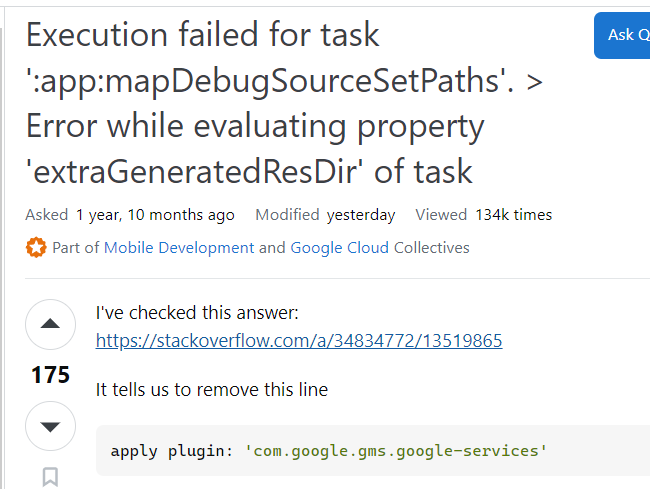 Execution failed for task
':app:mapDebugSourceSetPaths'. >
Error while evaluating property
'extraGeneratedResDir' of task
Ask Q
Asked 1 year, 10 months ago Modified yesterday Viewed 134k times
Part of Mobile Development and Google Cloud Collectives
I've checked this answer:
https://stackoverflow.com/a/34834772/13519865
175
It tells us to remove this line
apply plugin: 'com.google.gms.google-services'